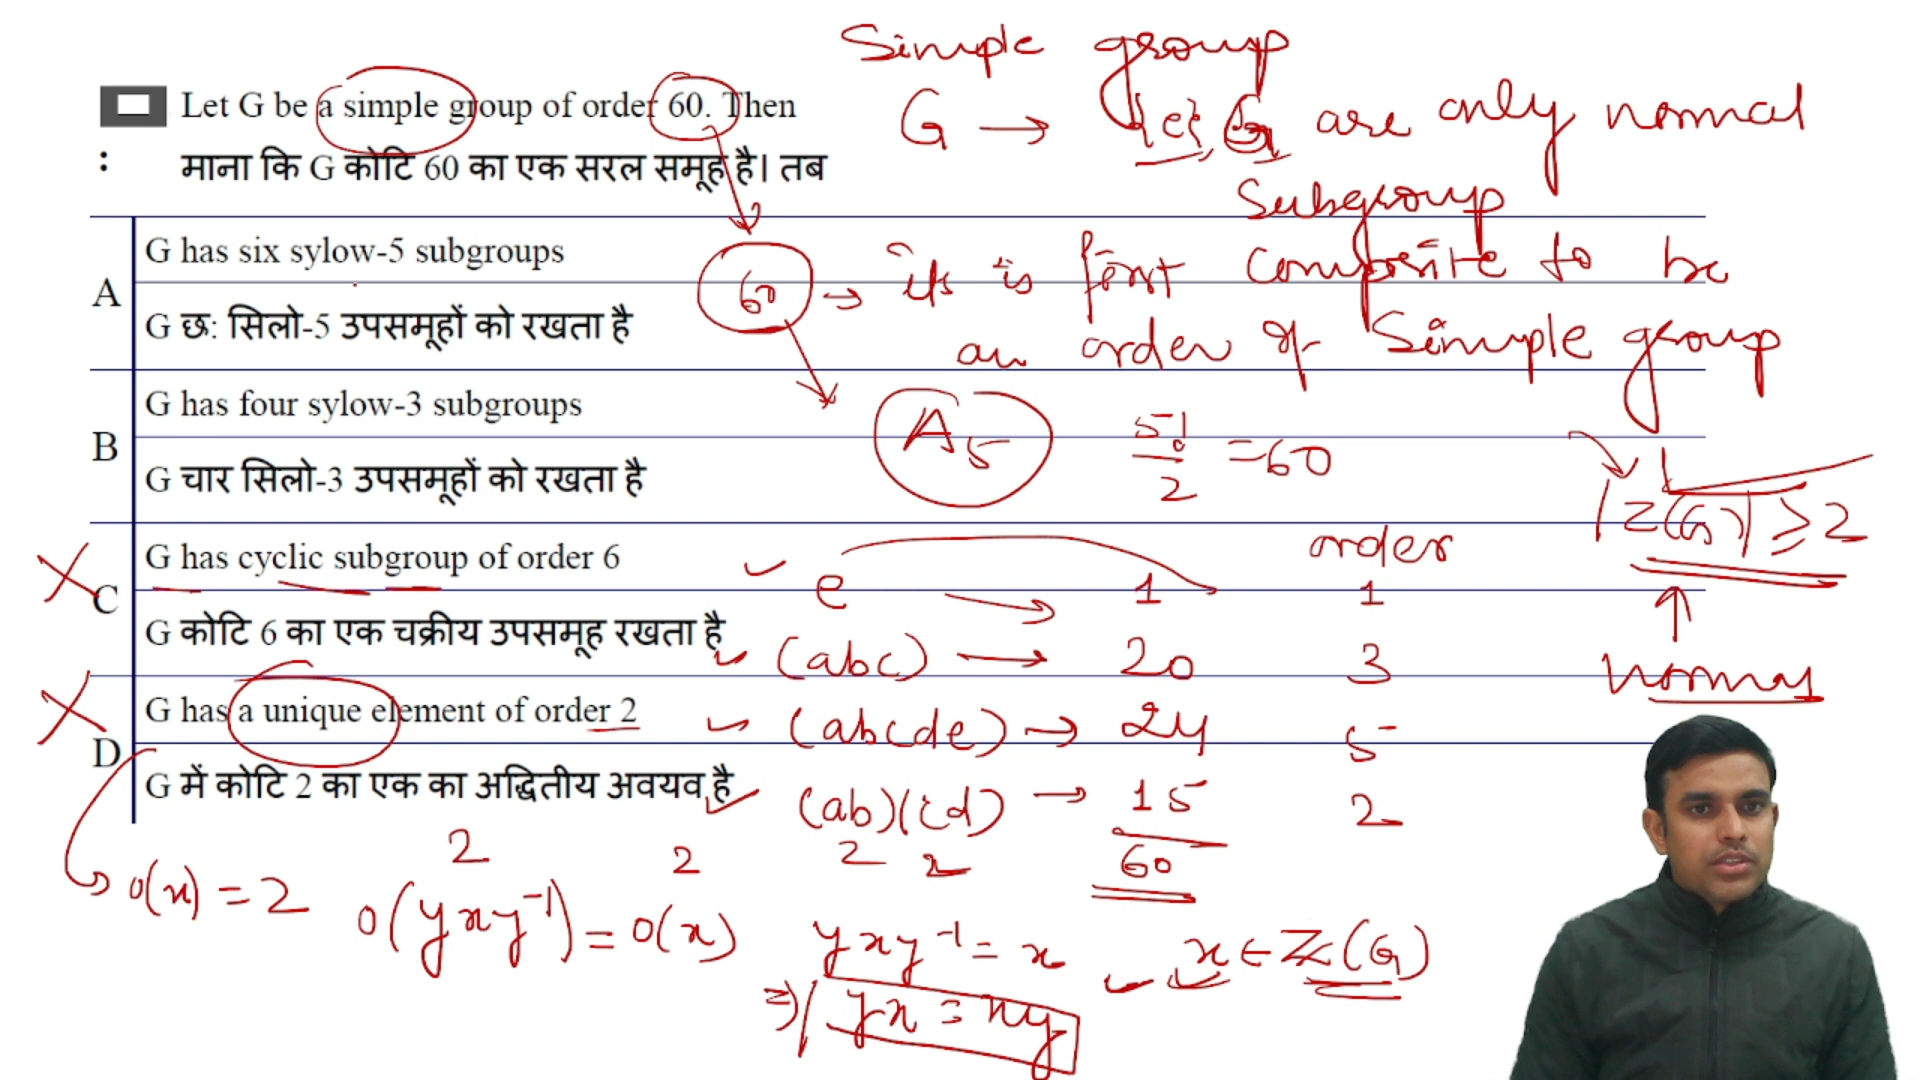 Simple group
Let G be a simple group of order 60. Then
G → {e}, G are only normal
: माना कि G कोटि 60 का एक सरल समूह है। तब
Subgroup
A
G has six sylow-5 subgroups
G छ: सिलो-5 उपसमूहों को रखता है
60 → its is first composite to be
an order of Simple group
B
G has four sylow-3 subgroups
G चार सिलो-3 उपसमूहों को रखता है
A5 5!/2 =60
|Z(G)| ≥ 2
↑
normal
C
G has cyclic subgroup of order 6
G कोटि 6 का एक चक्रीय उपसमूह रखता है
order
e → 1 1
(abc) → 20 3
D
G has a unique element of order 2
G में कोटि 2 का एक का अद्धितीय अवयव है
(abcde) → 24 5
(ab)(cd) → 15 2
2 2 2 2 60
o(x) = 2 o(yxy⁻¹) = o(x) yxy⁻¹ = x x ∈ Z(G)
⇒ yx = xy